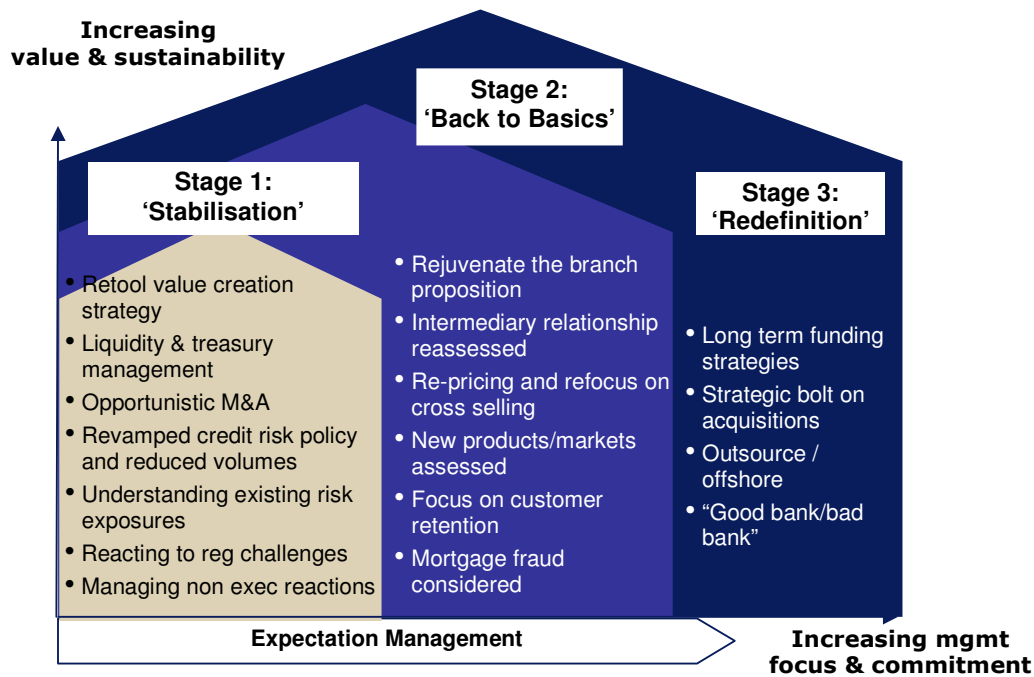 Increasing
value & sustainability
Stage 2:
‘Back to Basics’
Stage 1:
‘Stabilisation’
Stage 3:
‘Redefinition’
• Retool value creation
strategy
• Liquidity & treasury
management
• Opportunistic M&A
• Revamped credit risk policy
and reduced volumes
• Understanding existing risk
exposures
• Reacting to reg challenges
• Managing non exec reactions
• Rejuvenate the branch
proposition
• Intermediary relationship
reassessed
• Re-pricing and refocus on
cross selling
• New products/markets
assessed
• Focus on customer
retention
• Mortgage fraud
considered
• Long term funding
strategies
• Strategic bolt on
acquisitions
• Outsource /
offshore
• “Good bank/bad
bank”
Expectation Management
Increasing mgmt
focus & commitment